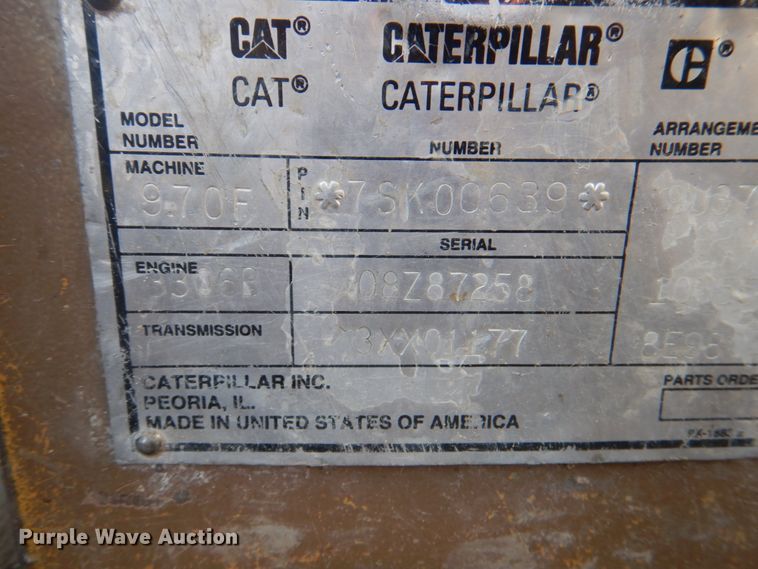 CAT® CATERPILLAR®
CAT® CATERPILLAR®
MODEL NUMBER NUMBER ARRANGEME
NUMBER
MACHINE 970F PIN *7SK00639*
SERIAL
ENGINE 3306B 08Z87258
TRANSMISSION
CATERPILLAR INC. PARTS ORDE
PEORIA, IL.
MADE IN UNITED STATES OF AMERICA
Purple Wave Auction